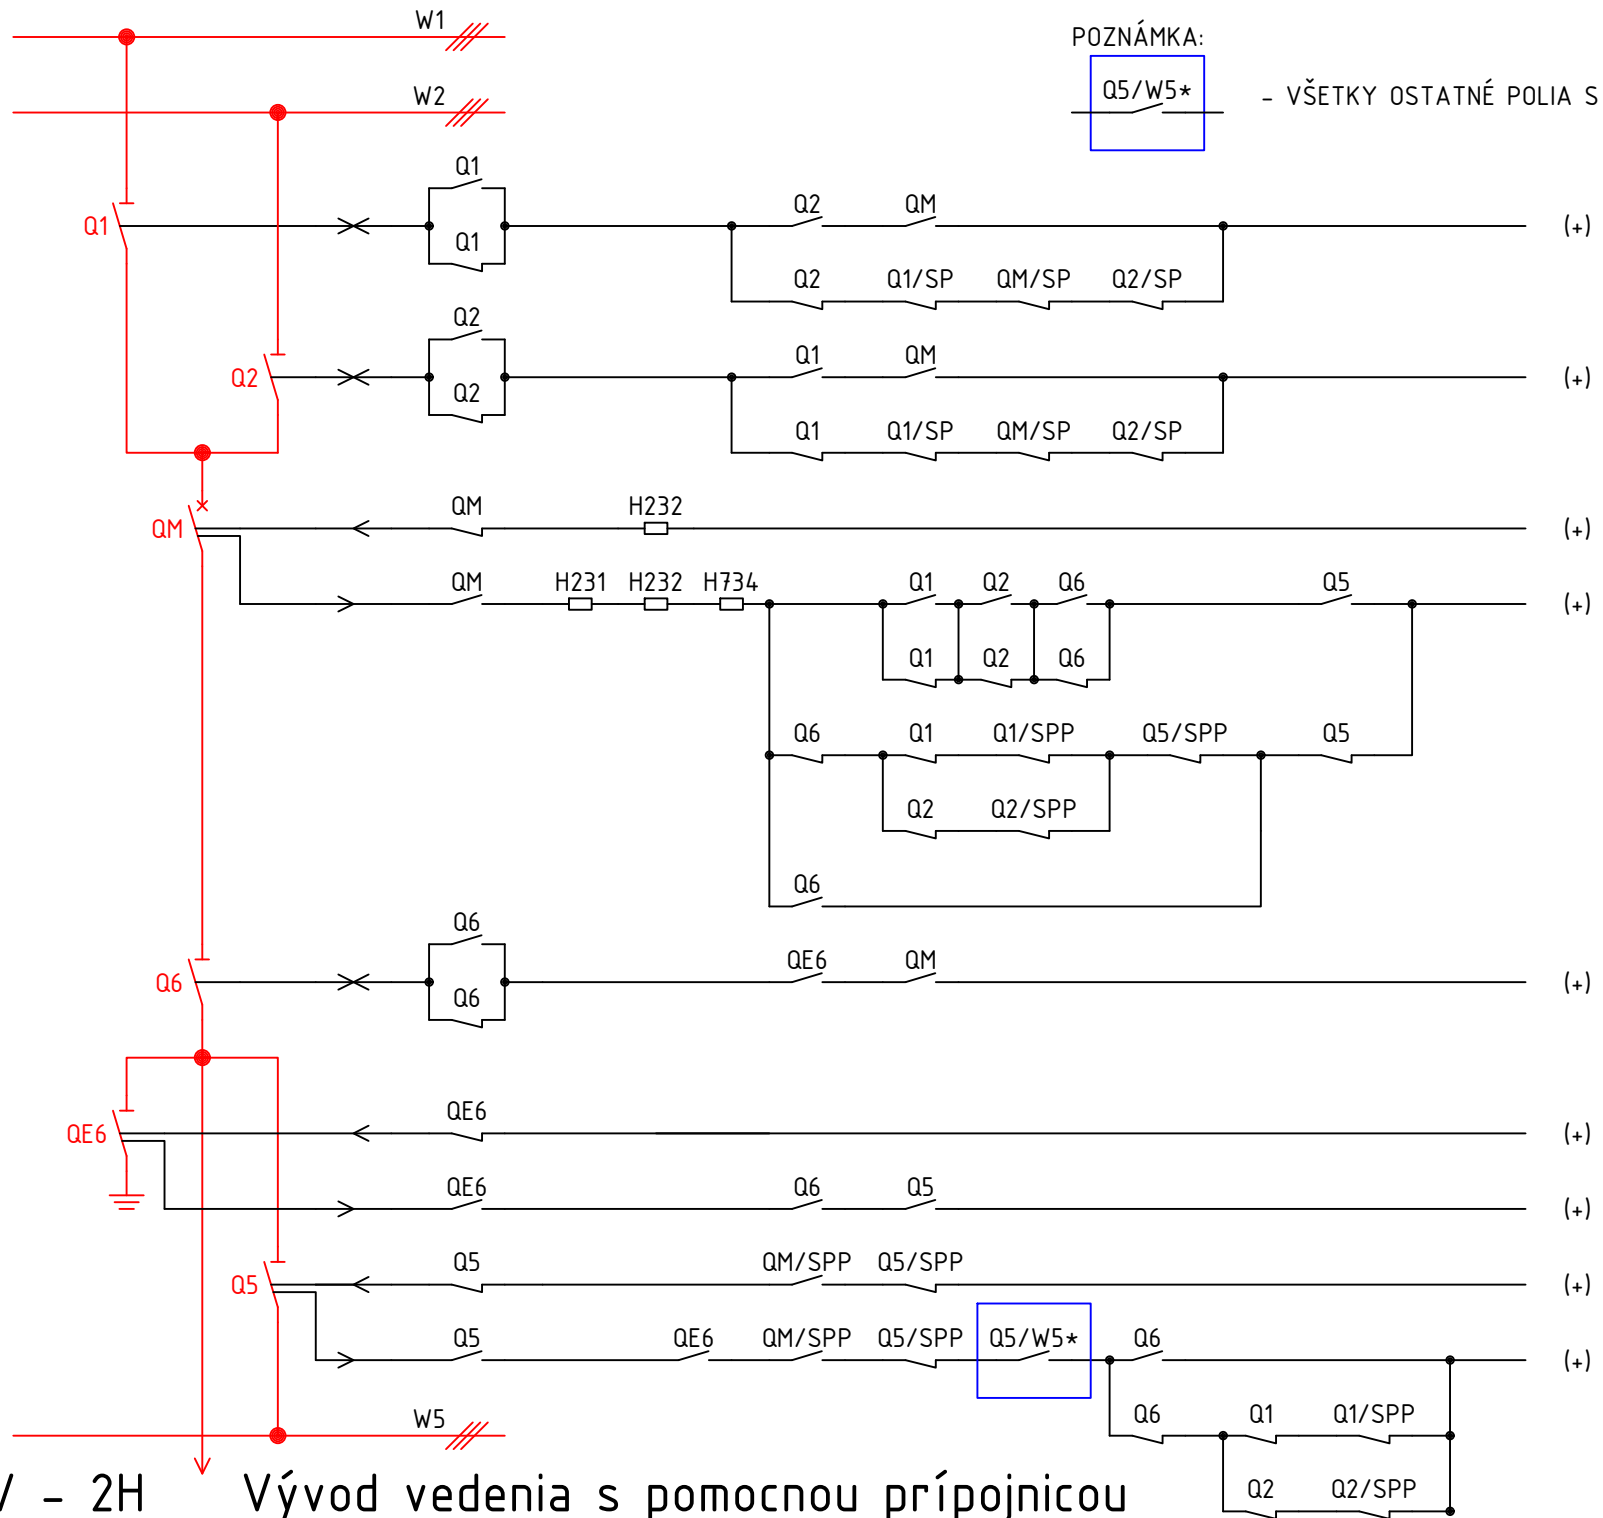 W1
POZNÁMKA:
Q5/W5*
- VŠETKY OSTATNÉ POLIA S
W2
Q1
Q1 Q2 QM (+)
Q1
Q2 Q1/SP QM/SP Q2/SP
Q2
Q2 Q1 QM (+)
Q2
Q1 Q1/SP QM/SP Q2/SP
QM QM H232 (+)
QM H231 H232 H734 Q1 Q2 Q6 Q5 (+)
Q1 Q2 Q6
Q6 Q1 Q1/SPP Q5/SPP Q5
Q2 Q2/SPP
Q6
Q6
Q6 QE6 QM (+)
Q6
QE6 QE6 (+)
QE6 Q6 Q5 (+)
Q5 Q5 QM/SPP Q5/SPP (+)
Q5 QE6 QM/SPP Q5/SPP Q5/W5* Q6 (+)
W5 Q6 Q1 Q1/SPP
Q2 Q2/SPP
V - 2H Vývod vedenia s pomocnou prípojnicou